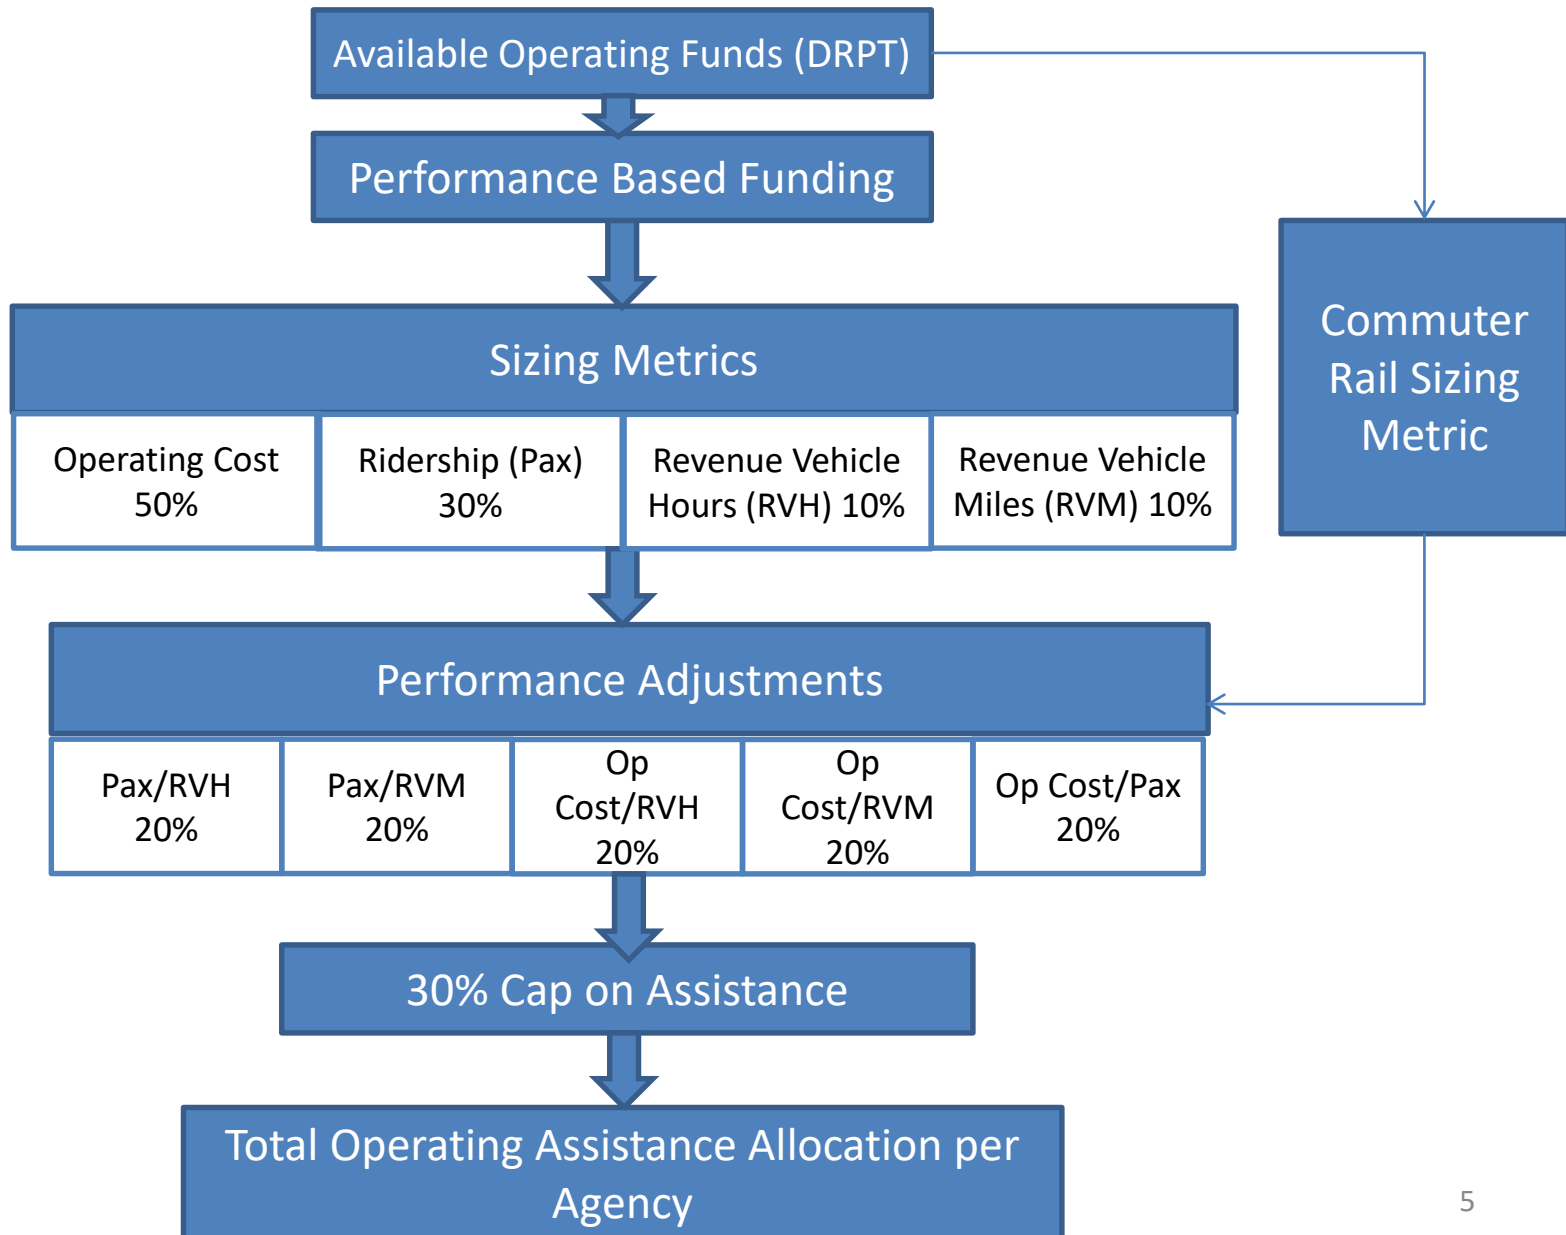 Available Operating Funds (DRPT)
Performance Based Funding
Sizing Metrics
Operating Cost
50%
Ridership (Pax)
30%
Revenue Vehicle
Hours (RVH) 10%
Revenue Vehicle
Miles (RVM) 10%
Commuter
Rail Sizing
Metric
Performance Adjustments
Pax/RVH
20%
Pax/RVM
20%
Op
Cost/RVH
20%
Op
Cost/RVM
20%
Op Cost/Pax
20%
30% Cap on Assistance
Total Operating Assistance Allocation per
Agency
5